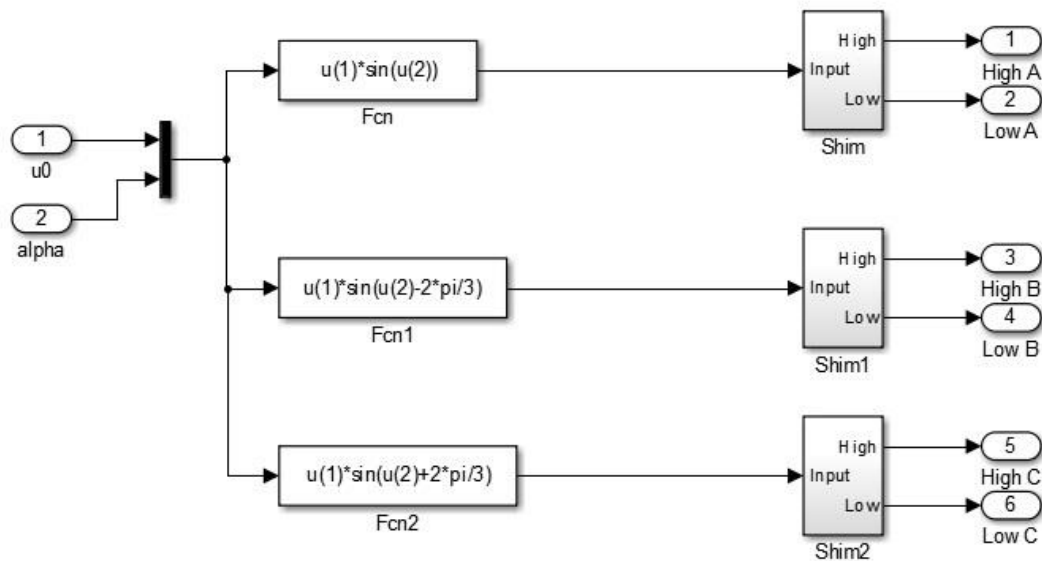 u(1)*sin(u(2))
Fcn
High
Input
Low
Shim
1
High A
2
Low A
1
u0
2
alpha
u(1)*sin(u(2)-2*pi/3)
Fcn1
High
Input
Low
Shim1
3
High B
4
Low B
u(1)*sin(u(2)+2*pi/3)
Fcn2
High
Input
Low
Shim2
5
High C
6
Low C